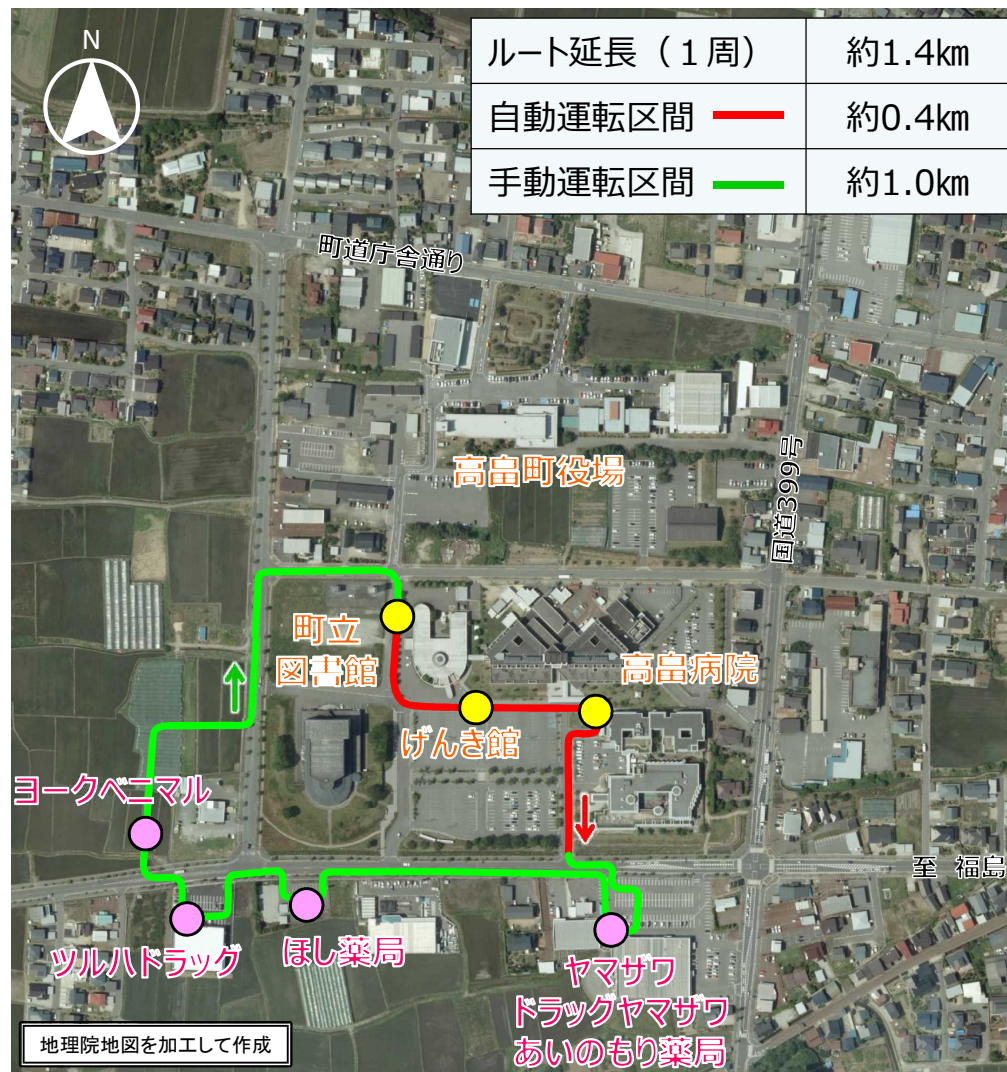 N
ルート延長（１周） 約1.4㎞
自動運転区間 約0.4㎞
手動運転区間 約1.0㎞
町道庁舎通り
高畠町役場
国道399号
町立
図書館
高畠病院
げんき館
ヨークベニマル
至 福島
ツルハドラッグ
ほし薬局
ヤマザワ
ドラッグヤマザワ
あいのもり薬局
地理院地図を加工して作成